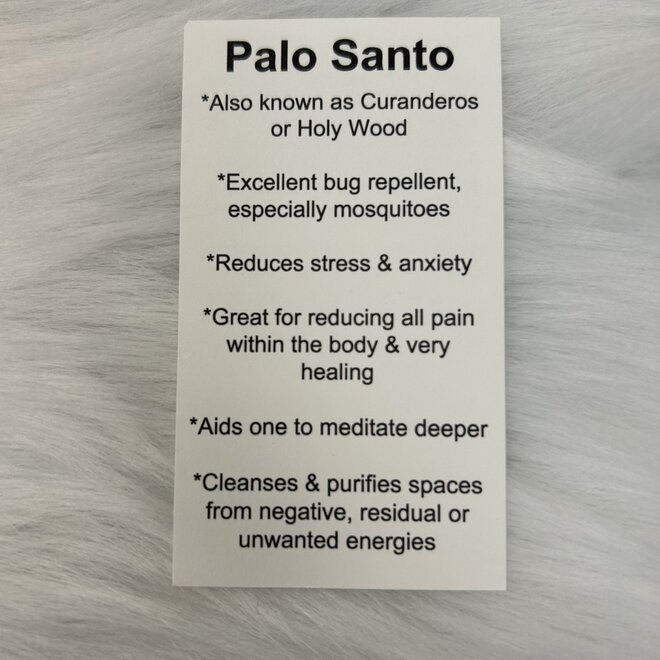 Palo Santo
*Also known as Curanderos
or Holy Wood
*Excellent bug repellent,
especially mosquitoes
*Reduces stress & anxiety
*Great for reducing all pain
within the body & very
healing
*Aids one to meditate deeper
*Cleanses & purifies spaces
from negative, residual or
unwanted energies